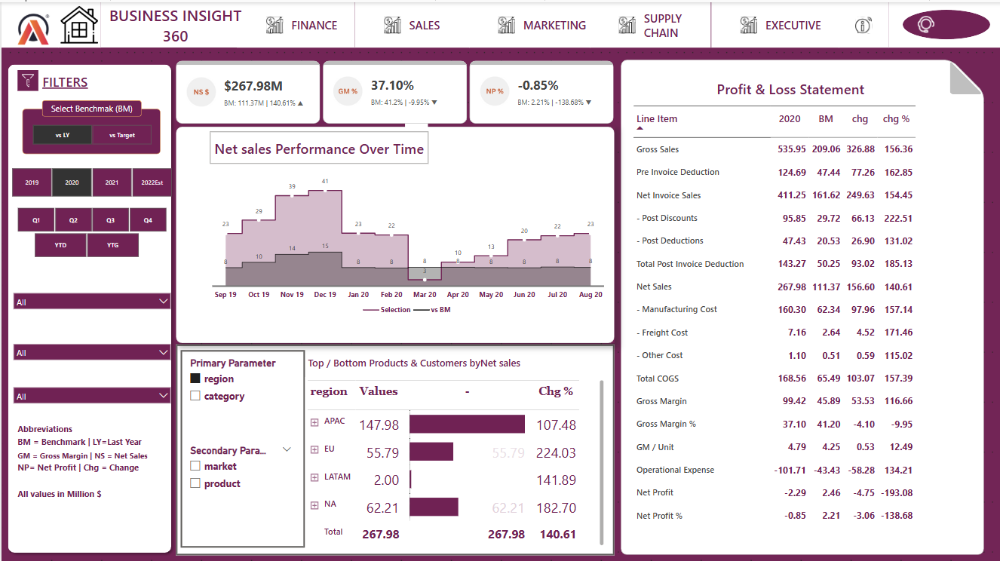 BUSINESS INSIGHT
360
FINANCE
SALES
MARKETING
SUPPLY
CHAIN
EXECUTIVE
FILTERS
Select Benchmak (BM)
vs LY vs Target
2019 2020 2021 2022Est
Q1 Q2 Q3 Q4
YTD YTG
All
All
All
Abbreviations
BM = Benchmark | LY=Last Year
GM = Gross Margin | NS = Net Sales
NP= Net Profit | Chg = Change
All values in Million $
NS $
$267.98M
BM: 111.37M | 140.61% ▲
GM %
37.10%
BM: 41.2% | -9.95% ▼
NP %
-0.85%
BM: 2.21% | -138.68% ▼
Net sales Performance Over Time
23 29 39 41 23 22 3 10 13 20 22 23
8 10 14 15 8 8 8 8 8 8 8 8
Sep 19 Oct 19 Nov 19 Dec 19 Jan 20 Feb 20 Mar 20 Apr 20 May 20 Jun 20 Jul 20 Aug 20
Selection vs BM
Primary Parameter
region
category
Secondary Para...
market
product
Top / Bottom Products & Customers byNet sales
region Values - Chg %
APAC 147.98 107.48
EU 55.79 55.79 224.03
LATAM 2.00 141.89
NA 62.21 62.21 182.70
Total 267.98 267.98 140.61
Profit & Loss Statement
Line Item 2020 BM chg chg %
Gross Sales 535.95 209.06 326.88 156.36
Pre Invoice Deduction 124.69 47.44 77.26 162.85
Net Invoice Sales 411.25 161.62 249.63 154.45
- Post Discounts 95.85 29.72 66.13 222.51
- Post Deductions 47.43 20.53 26.90 131.02
Total Post Invoice Deduction 143.27 50.25 93.02 185.13
Net Sales 267.98 111.37 156.60 140.61
- Manufacturing Cost 160.30 62.34 97.96 157.14
- Freight Cost 7.16 2.64 4.52 171.46
- Other Cost 1.10 0.51 0.59 115.02
Total COGS 168.56 65.49 103.07 157.39
Gross Margin 99.42 45.89 53.53 116.66
Gross Margin % 37.10 41.20 -4.10 -9.95
GM / Unit 4.79 4.25 0.53 12.49
Operational Expense -101.71 -43.43 -58.28 134.21
Net Profit -2.29 2.46 -4.75 -193.08
Net Profit % -0.85 2.21 -3.06 -138.68